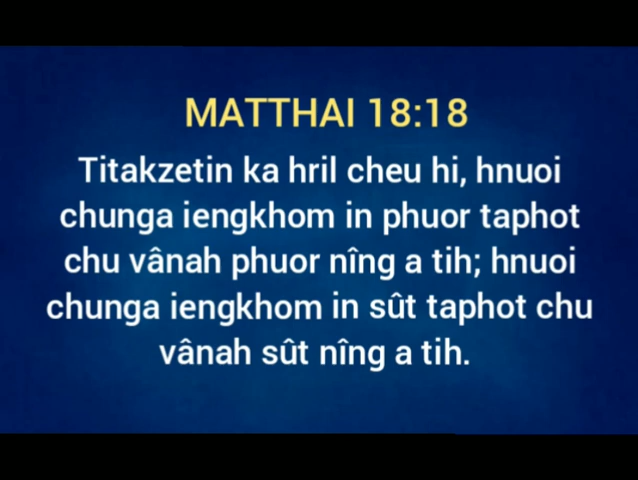 MATTHAI 18:18
Titakzetin ka hril cheu hi, hnuoi
chunga iengkhom in phuor taphot
chu vânah phuor nîng a tih; hnuoi
chunga iengkhom in sût taphot chu
vânah sût nîng a tih.